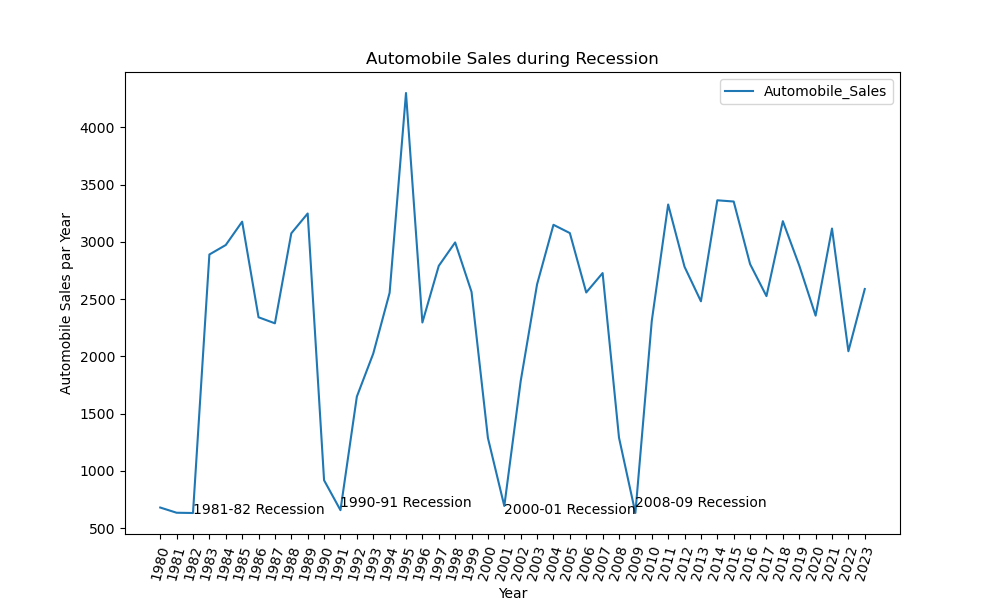 Automobile Sales during Recession
Automobile_Sales
4000
3500
3000
2500
2000
1500
1000
500
Automobile Sales par Year
1981-82 Recession
1990-91 Recession
2000-01 Recession
2008-09 Recession
1980 1981 1982 1983 1984 1985 1986 1987 1988 1989 1990 1991 1992 1993 1994 1995 1996 1997 1998 1999 2000 2001 2002 2003 2004 2005 2006 2007 2008 2009 2010 2011 2012 2013 2014 2015 2016 2017 2018 2019 2020 2021 2022 2023
Year